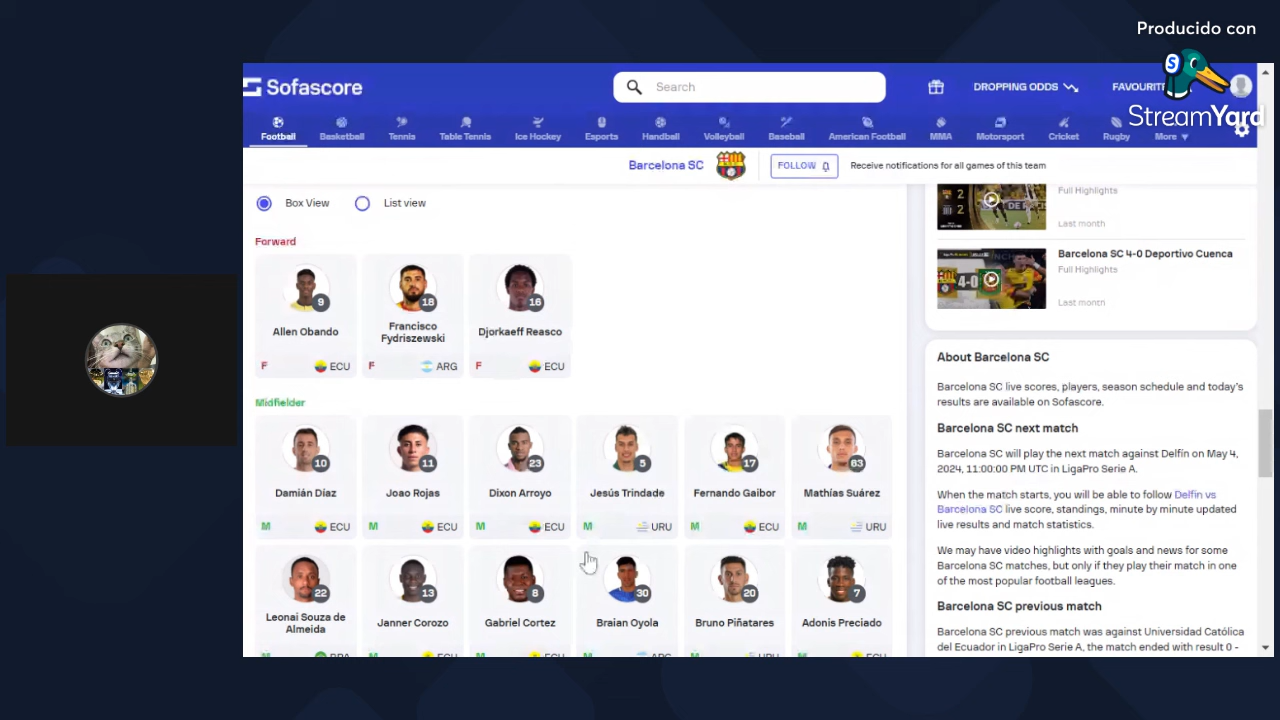 Producido con
StreamYard
Sofascore
Search
DROPPING ODDS
Football
Basketball
Tennis
Table Tennis
Ice Hockey
Esports
Handball
Volleyball
Baseball
American Football
MMA
Motorsport
Cricket
Rugby
More
Barcelona SC
FOLLOW
Receive notifications for all games of this team
Box View
List view
Forward
9
Allen Obando
F ECU
18
Francisco
Fydriszewski
F ARG
16
Djorkaeff Reasco
F ECU
Midfielder
10
Damián Díaz
M ECU
11
Joao Rojas
M ECU
23
Dixon Arroyo
M ECU
5
Jesús Trindade
M URU
17
Fernando Gaibor
M ECU
63
Mathías Suárez
M URU
22
Leonai Souza de
Almeida
13
Janner Corozo
8
Gabriel Cortez
30
Braian Oyola
20
Bruno Piñatares
7
Adonis Preciado
2
2
Full Highlights
Last month
4-0
Barcelona SC 4-0 Deportivo Cuenca
Full Highlights
Last month
About Barcelona SC
Barcelona SC live scores, players, season schedule and today's
results are available on Sofascore.
Barcelona SC next match
Barcelona SC will play the next match against Delfín on May 4,
2024, 11:00:00 PM UTC in LigaPro Serie A.
When the match starts, you will be able to follow Delfín vs
Barcelona SC live score, standings, minute by minute updated
live results and match statistics.
We may have video highlights with goals and news for some
Barcelona SC matches, but only if they play their match in one
of the most popular football leagues.
Barcelona SC previous match
Barcelona SC previous match was against Universidad Católica
del Ecuador in LigaPro Serie A, the match ended with result 0 -